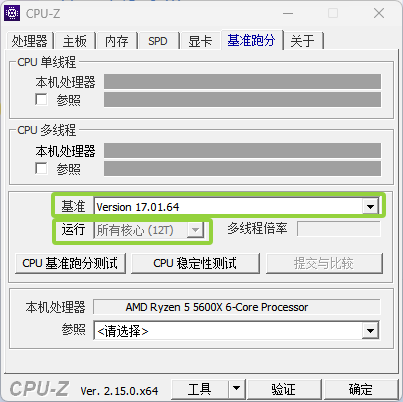 CPU-Z
处理器 主板 内存 SPD 显卡 基准跑分 关于
CPU 单线程
本机处理器
参照
CPU 多线程
本机处理器
参照
基准 Version 17.01.64
运行 所有核心 (12T) 多线程倍率
CPU 基准跑分测试 CPU 稳定性测试 提交与比较
本机处理器 AMD Ryzen 5 5600X 6-Core Processor
参照 <请选择>
CPU-Z Ver. 2.15.0.x64 工具 验证 确定